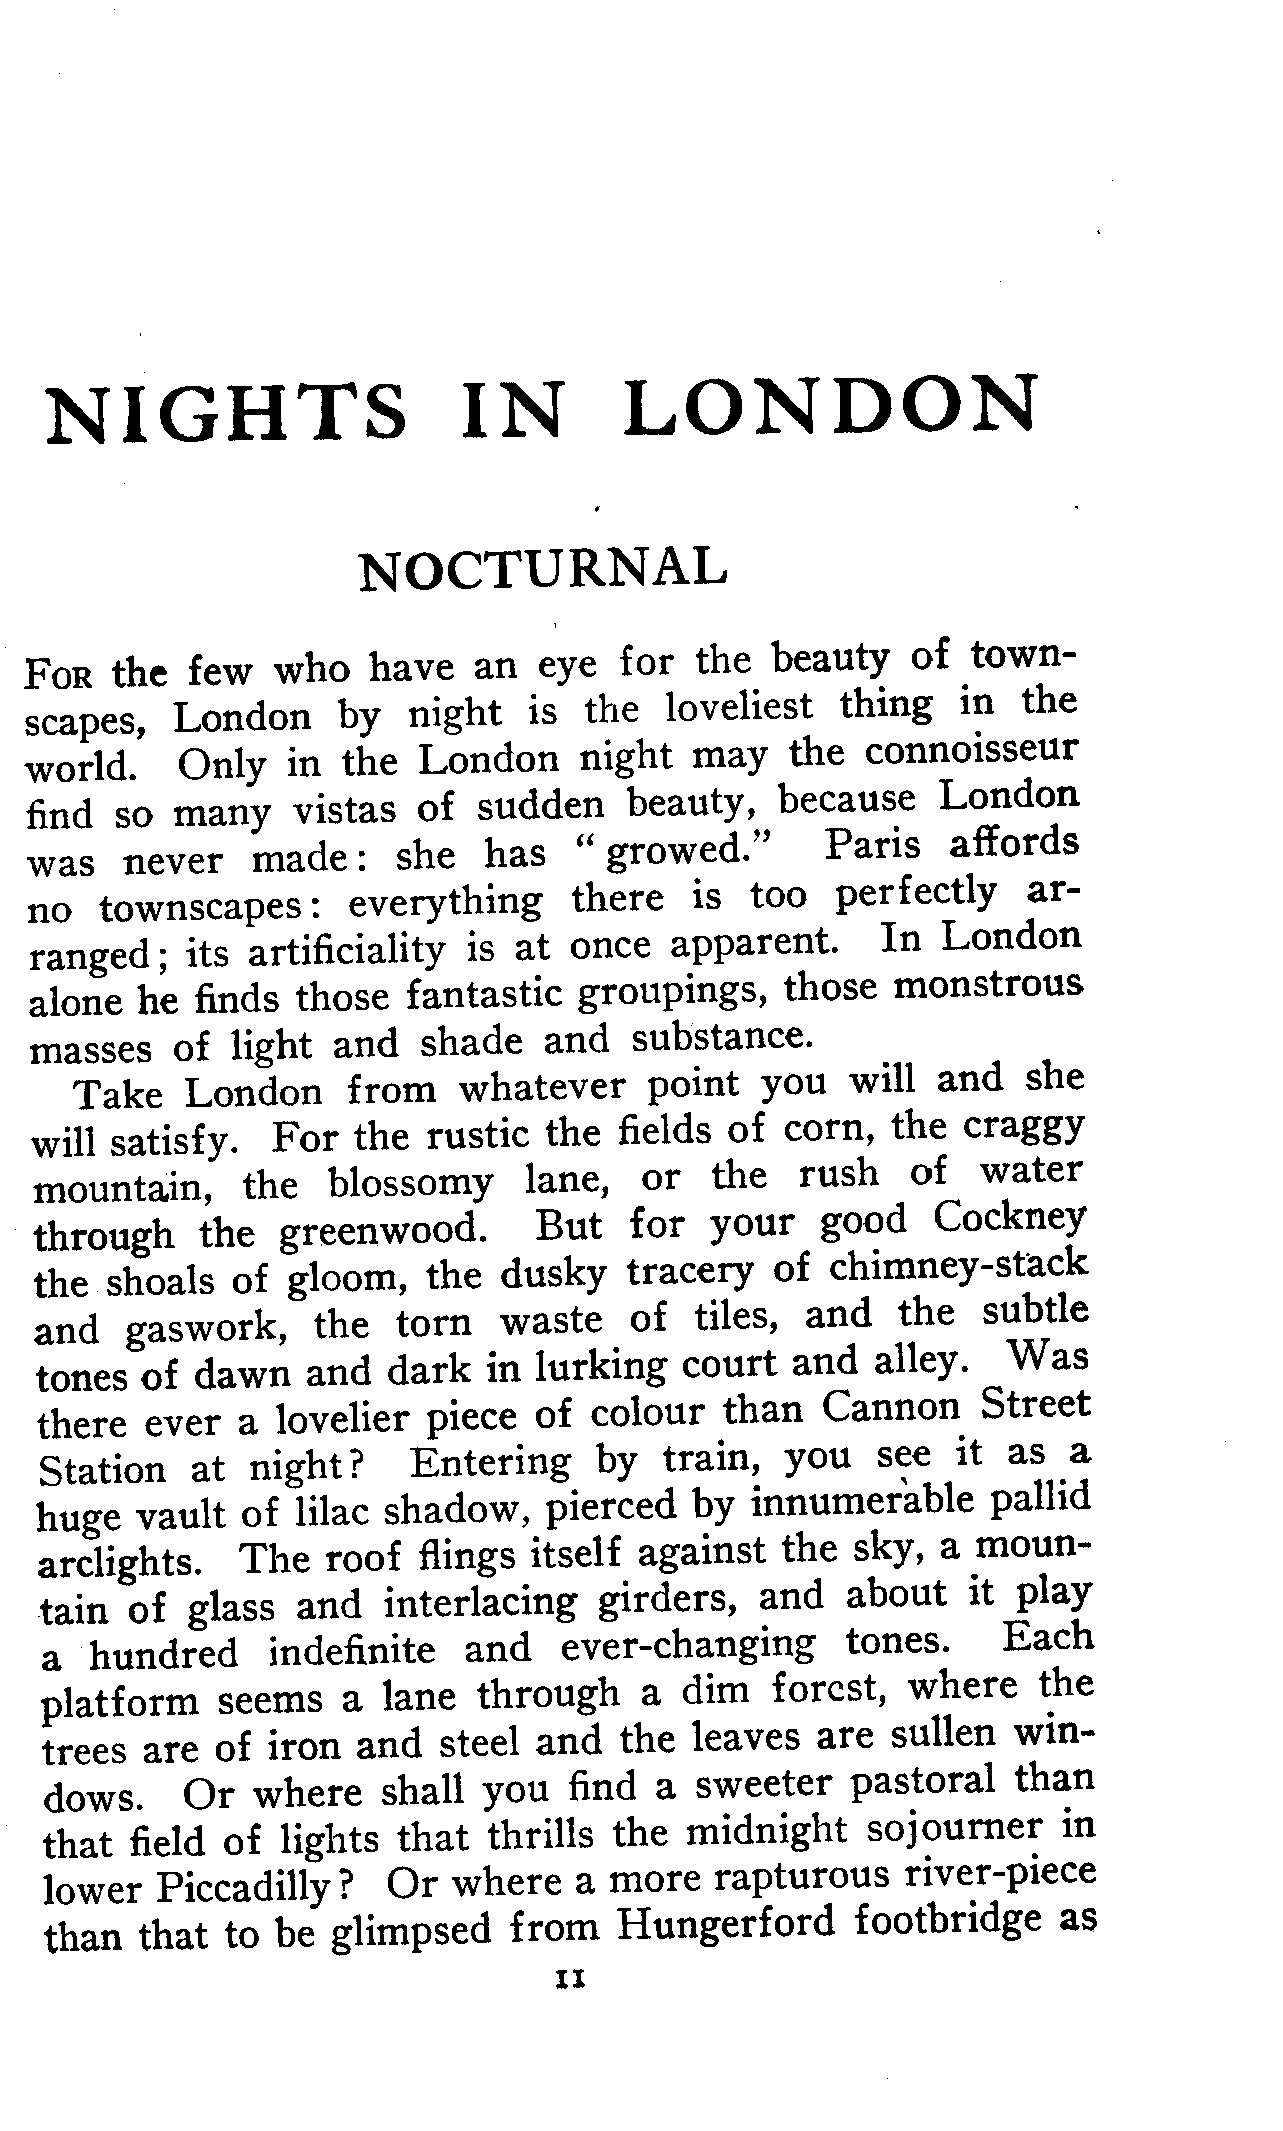 NIGHTS IN LONDON
NOCTURNAL
FOR the few who have an eye for the beauty of town-
scapes, London by night is the loveliest thing in the
world. Only in the London night may the connoisseur
find so many vistas of sudden beauty, because London
was never made: she has "growed." Paris affords
no townscapes: everything there is too perfectly ar-
ranged; its artificiality is at once apparent. In London
alone he finds those fantastic groupings, those monstrous
masses of light and shade and substance.
Take London from whatever point you will and she
will satisfy. For the rustic the fields of corn, the craggy
mountain, the blossomy lane, or the rush of water
through the greenwood. But for your good Cockney
the shoals of gloom, the dusky tracery of chimney-stack
and gaswork, the torn waste of tiles, and the subtle
tones of dawn and dark in lurking court and alley. Was
there ever a lovelier piece of colour than Cannon Street
Station at night? Entering by train, you see it as a
huge vault of lilac shadow, pierced by innumerable pallid
arclights. The roof flings itself against the sky, a moun-
tain of glass and interlacing girders, and about it play
a hundred indefinite and ever-changing tones. Each
platform seems a lane through a dim forest, where the
trees are of iron and steel and the leaves are sullen win-
dows. Or where shall you find a sweeter pastoral than
that field of lights that thrills the midnight sojourner in
lower Piccadilly? Or where a more rapturous river-piece
than that to be glimpsed from Hungerford footbridge as
11